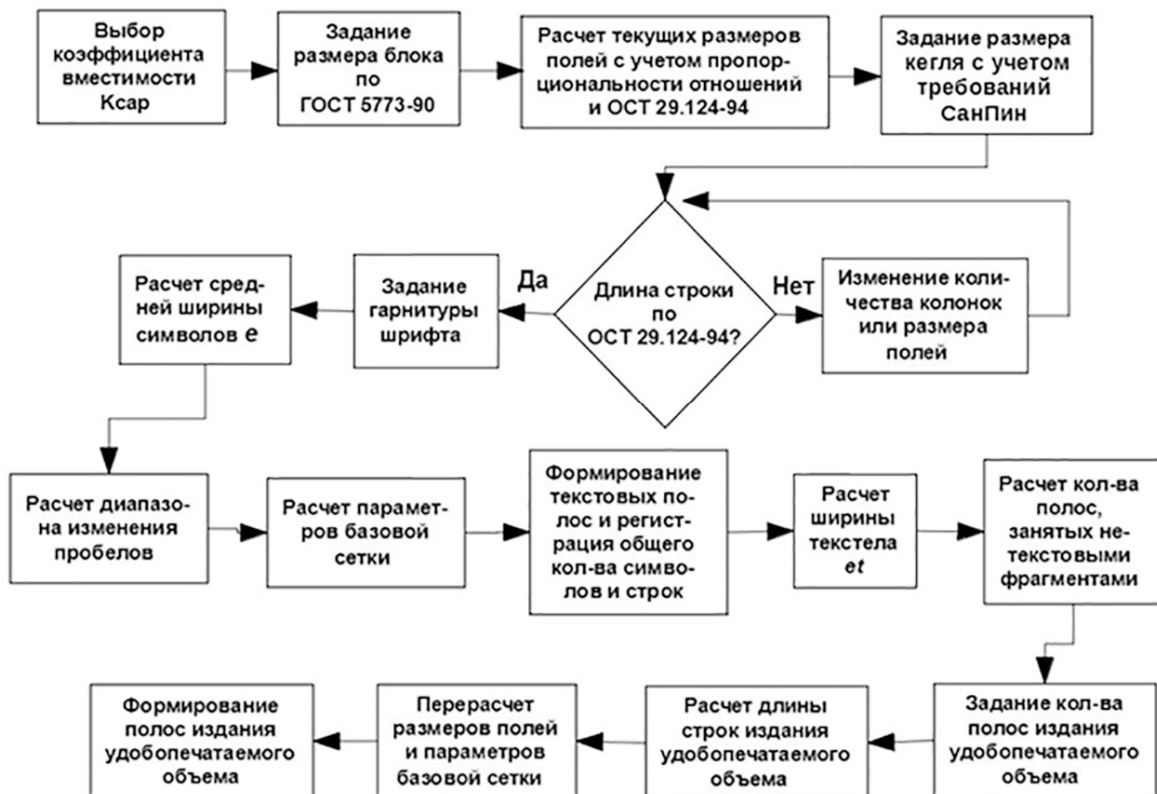 Выбор
коэффициента
вместимости
Ксар
Задание
размера блока
по
ГОСТ 5773-90
Расчет текущих размеров
полей с учетом пропор-
циональности отношений
и ОСТ 29.124-94
Задание размера
кегля с учетом
требований
СанПин
Длина строки
по
ОСТ 29.124-94?
Да
Нет
Изменение коли-
чества колонок
или размера
полей
Задание
гарнитуры
шрифта
Расчет сред-
ней ширины
символов е
Расчет диапазо-
на изменения
пробелов
Расчет парамет-
ров базовой
сетки
Формирование
текстовых по-
лос и регист-
рация общего
кол-ва симво-
лов и строк
Расчет
ширины
текстела
et
Расчет кол-ва
полос,
занятых не-
текстовыми
фрагментами
Задание кол-ва
полос издания
удобопечатаемого
объема
Расчет длины
строк издания
удобопечатаемого
объема
Перерасчет
размеров полей
и параметров
базовой сетки
Формирование
полос издания
удобопечатаемого
объема